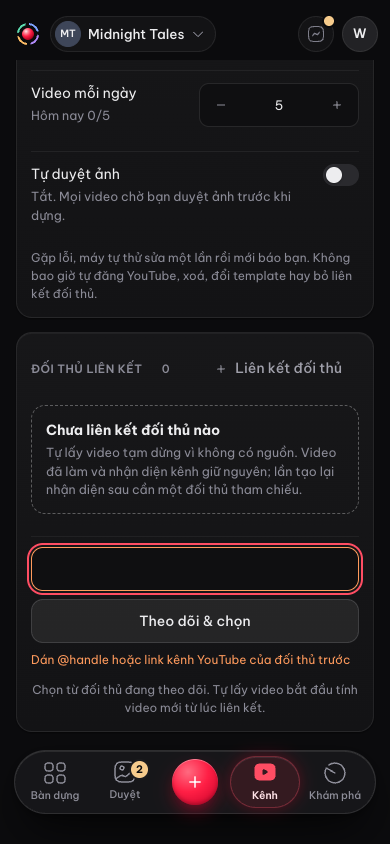 MT Midnight Tales W
Video mỗi ngày
Hôm nay 0/5
− 5 +
Tự duyệt ảnh
Tắt. Mọi video chờ bạn duyệt ảnh trước khi
dựng.
Gặp lỗi, máy tự thử sửa một lần rồi mới báo bạn. Không
bao giờ tự đăng YouTube, xoá, đổi template hay bỏ liên
kết đối thủ.
ĐỐI THỦ LIÊN KẾT 0 + Liên kết đối thủ
Chưa liên kết đối thủ nào
Tự lấy video tạm dừng vì không có nguồn. Video
đã làm và nhận diện kênh giữ nguyên; lần tạo lại
nhận diện sau cần một đối thủ tham chiếu.
Theo dõi & chọn
Dán @handle hoặc link kênh YouTube của đối thủ trước
Chọn từ đối thủ đang theo dõi. Tự lấy video bắt đầu tính
video mới từ lúc liên kết.
2
Bàn dựng Duyệt + Kênh Khám phá